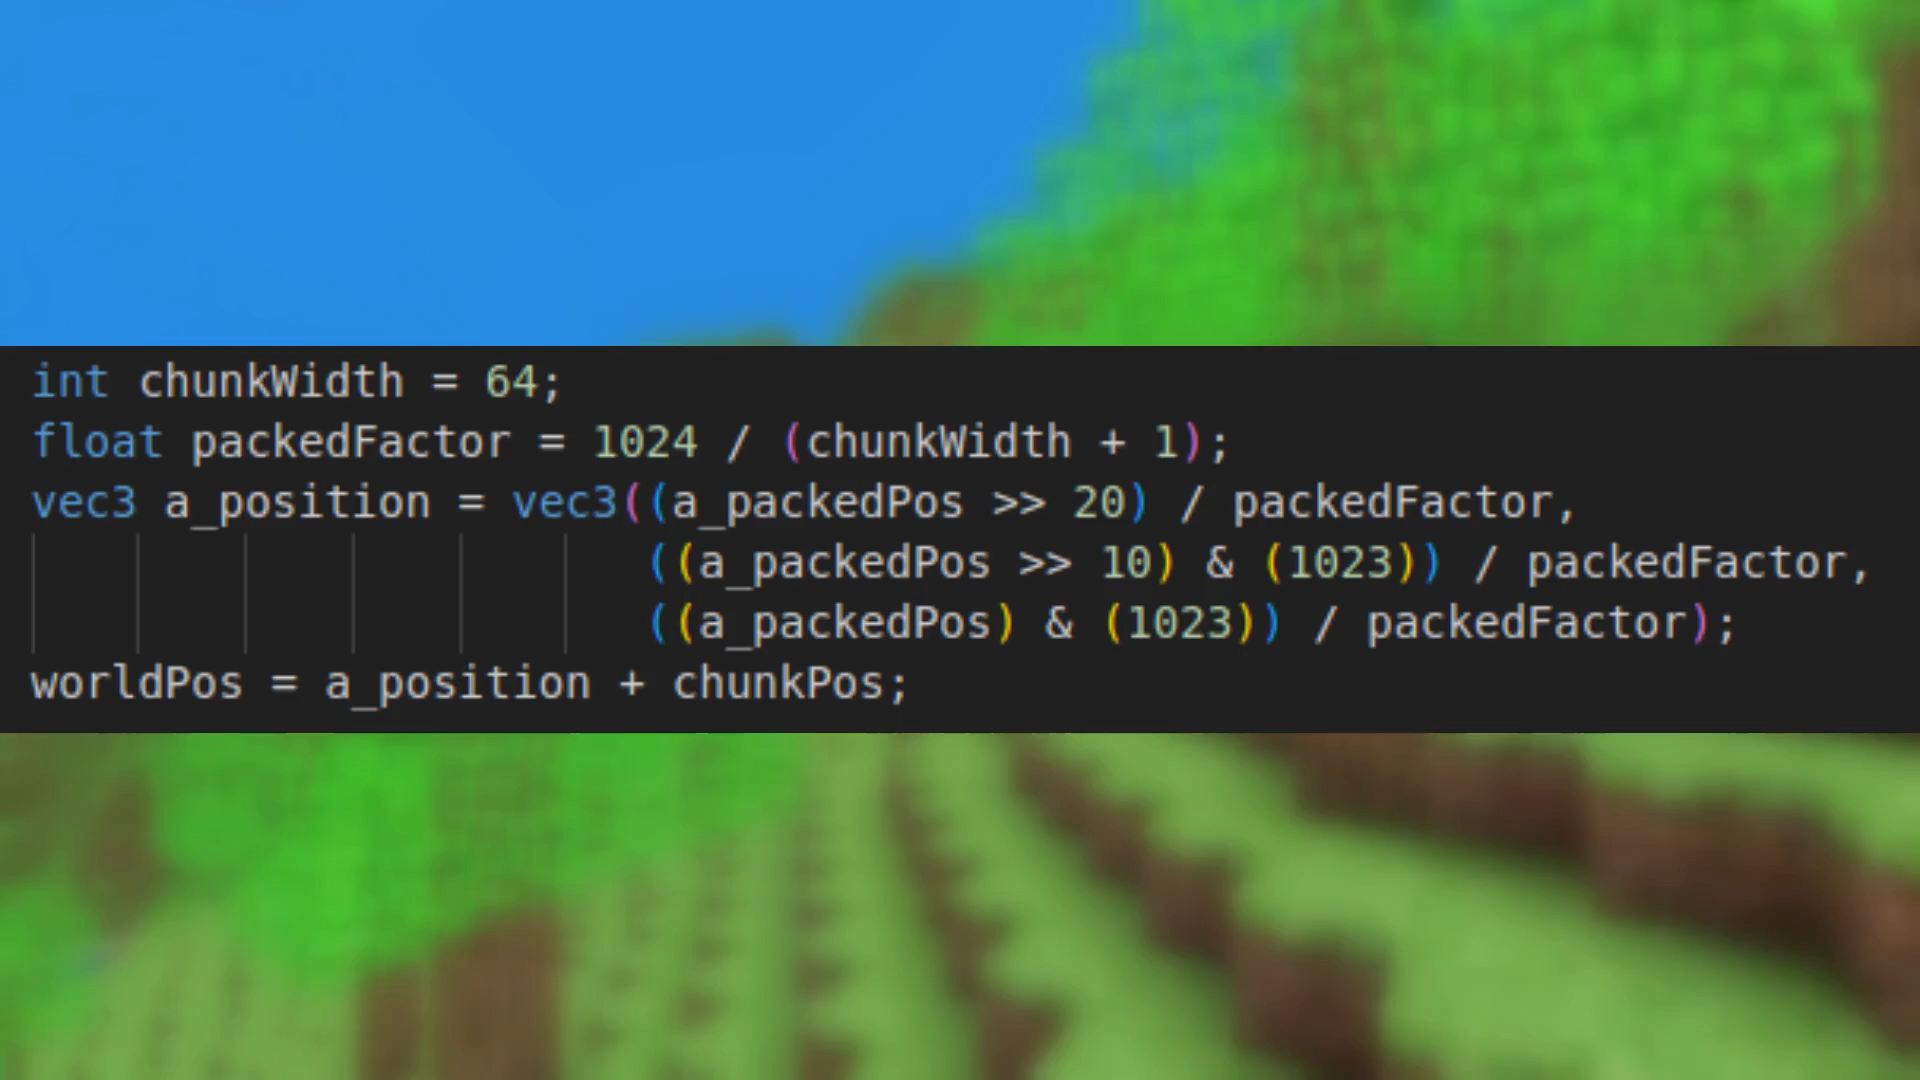 int chunkWidth = 64;
float packedFactor = 1024 / (chunkWidth + 1);
vec3 a_position = vec3((a_packedPos >> 20) / packedFactor,
((a_packedPos >> 10) & (1023)) / packedFactor,
((a_packedPos) & (1023)) / packedFactor);
worldPos = a_position + chunkPos;